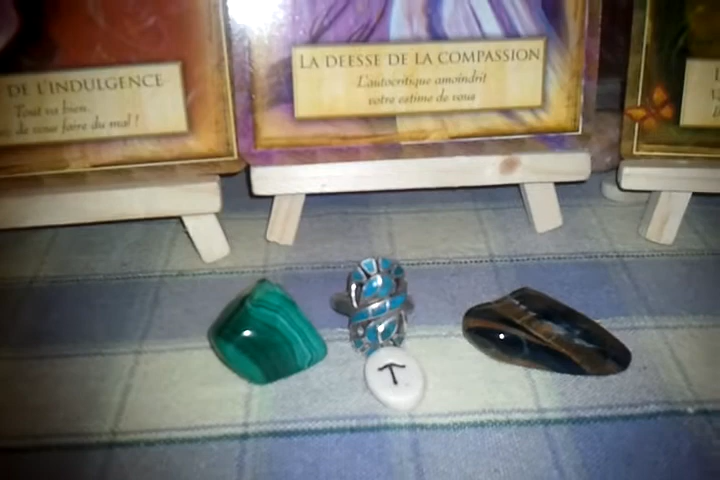 DE L'INDULGENCE
Tout va bien.
de vous faire du mal !
LA DEESSE DE LA COMPASSION
L'autocritique amoindrit
votre estime de vous